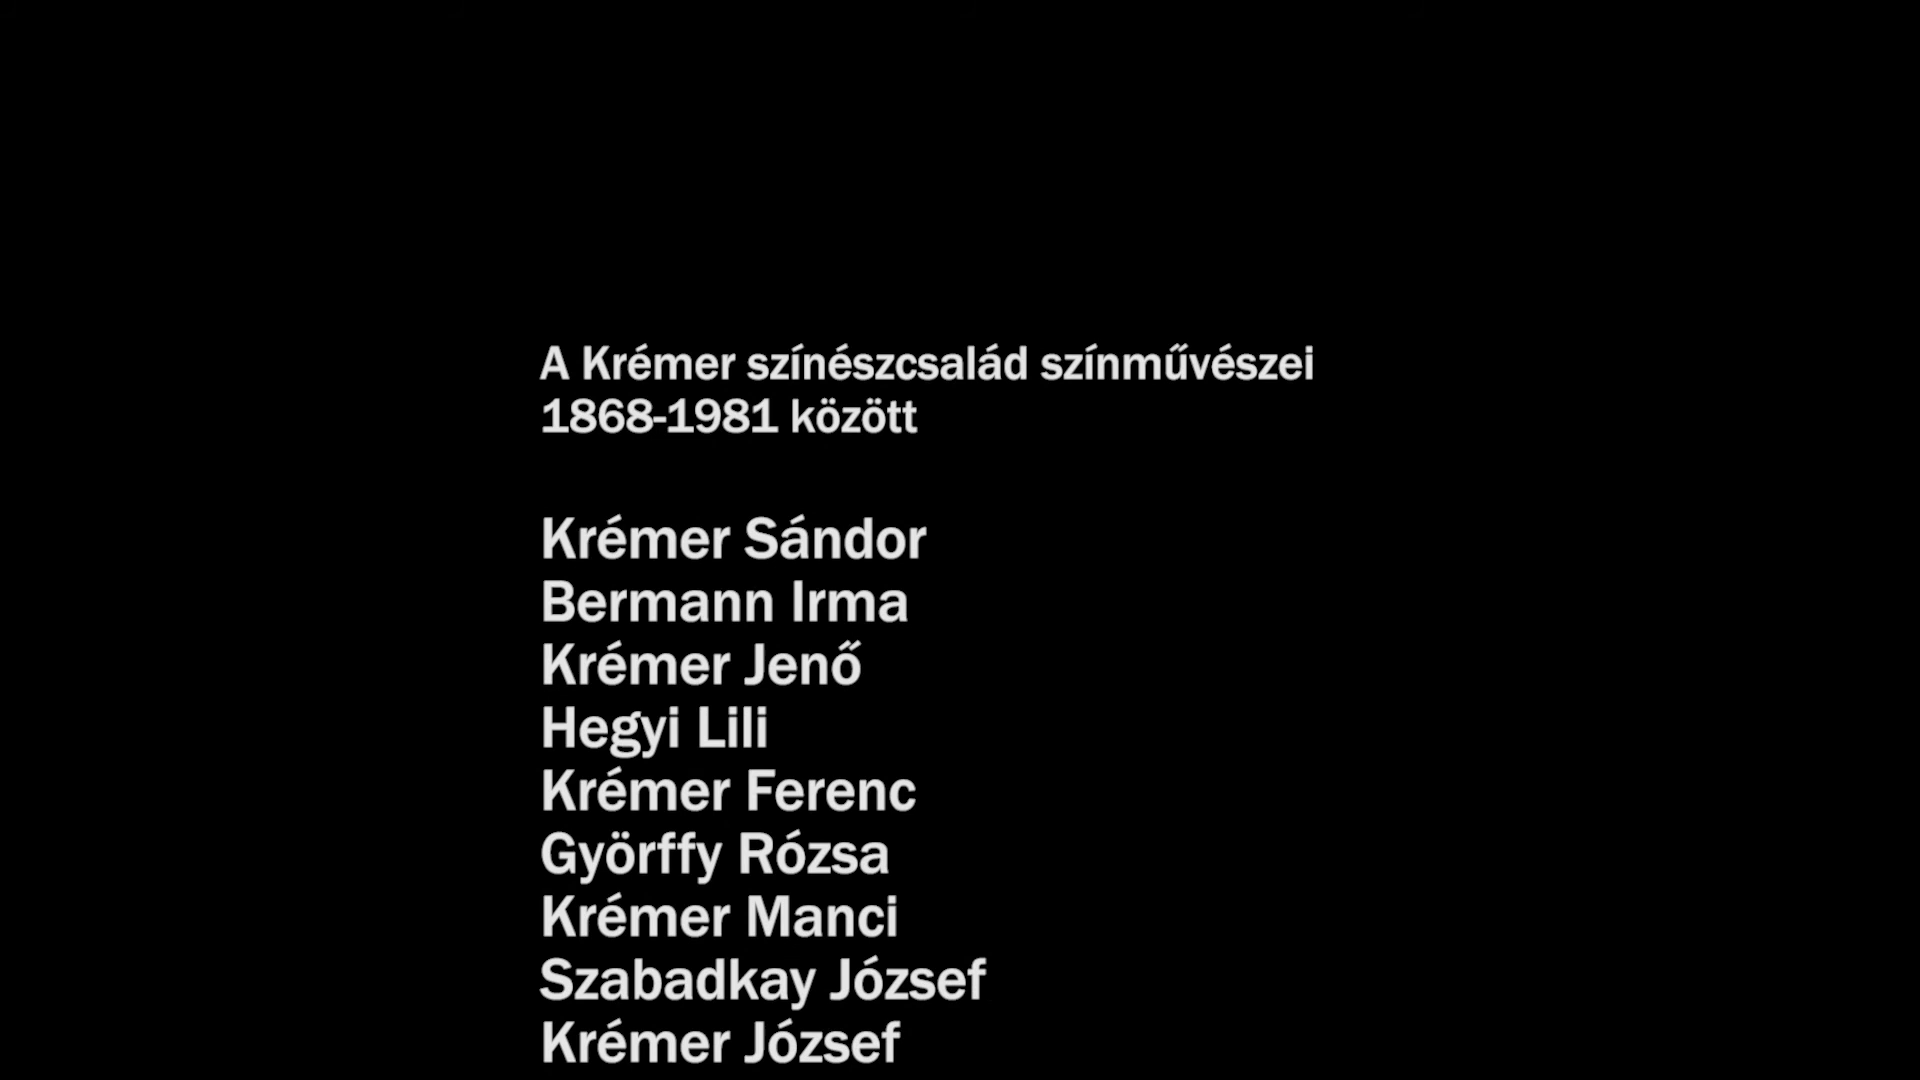 A Krémer színészcsalád színművészei
1868-1981 között
Krémer Sándor
Bermann Irma
Krémer Jenő
Hegyi Lili
Krémer Ferenc
Györffy Rózsa
Krémer Manci
Szabadkay József
Krémer József